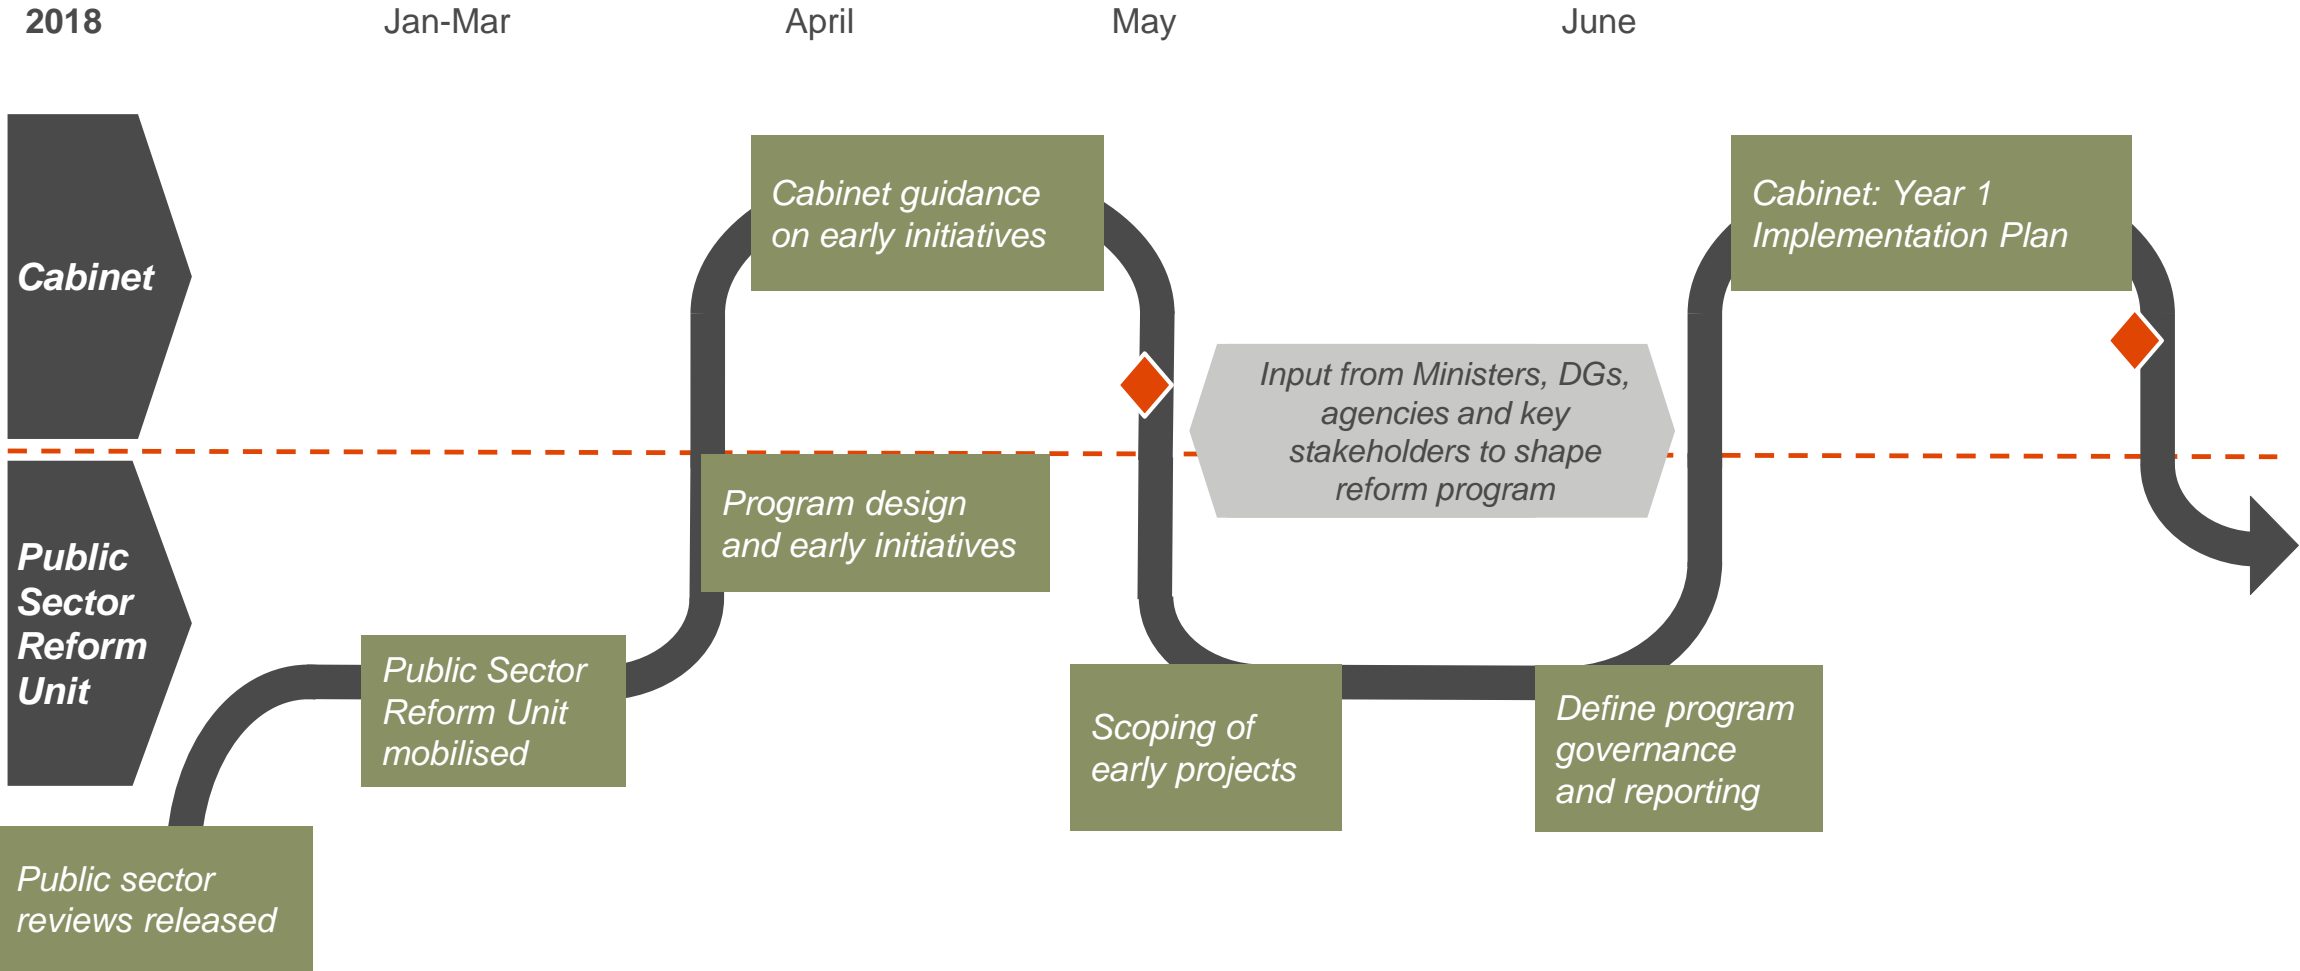 2018
Jan-Mar
April
May
June
Cabinet
Cabinet guidance
on early initiatives
Cabinet: Year 1
Implementation Plan
Input from Ministers, DGs,
agencies and key
stakeholders to shape
reform program
Public
Sector
Reform
Unit
Program design
and early initiatives
Public Sector
Reform Unit
mobilised
Scoping of
early projects
Define program
governance
and reporting
Public sector
reviews released